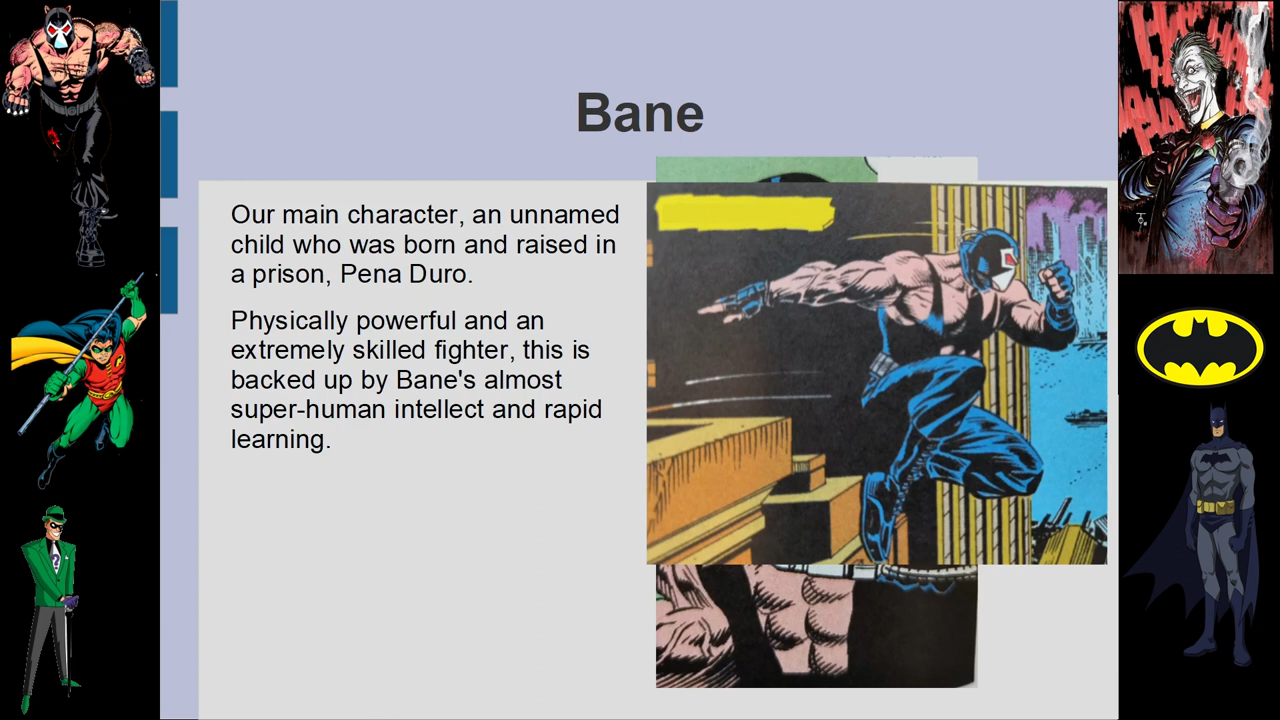 Bane
Our main character, an unnamed
child who was born and raised in
a prison, Pena Duro.
Physically powerful and an
extremely skilled fighter, this is
backed up by Bane's almost
super-human intellect and rapid
learning.